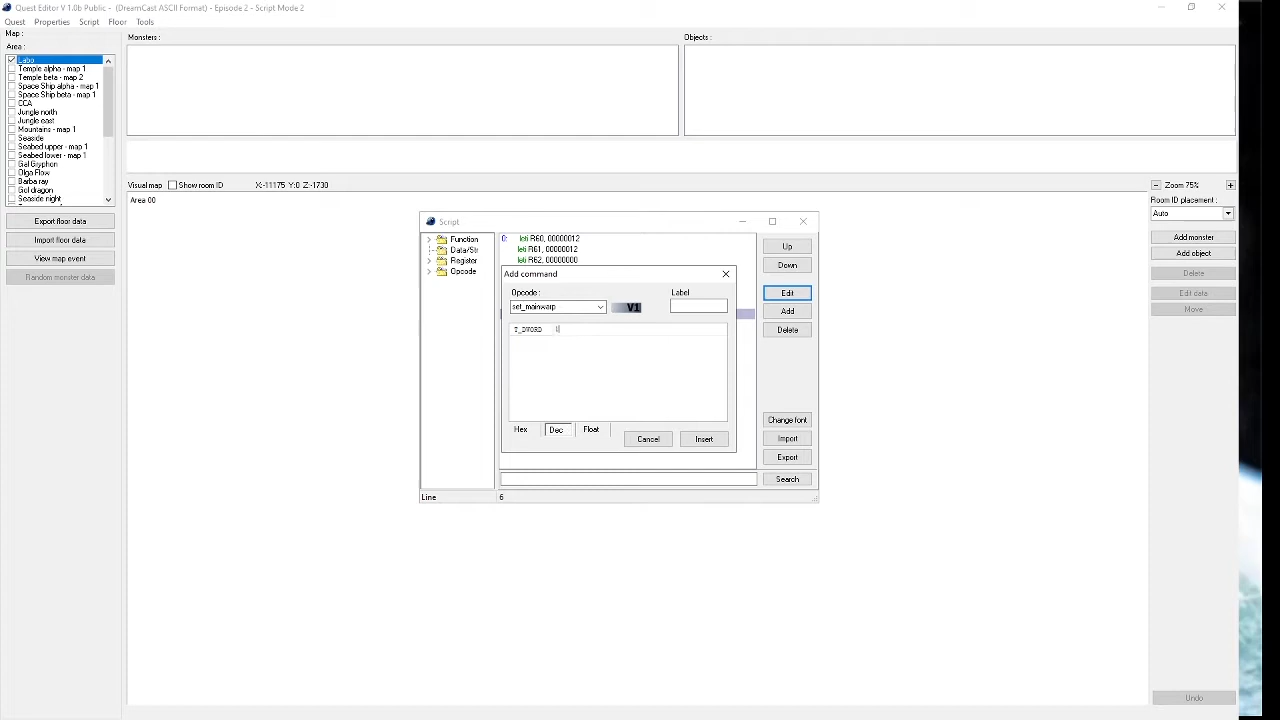 Quest Editor V 1.0b Public - (DreamCast ASCII Format) - Episode 2 - Script Mode 2
Quest Properties Script Floor Tools
Map :
Area :
Labo
Temple alpha - map 1
Temple beta - map 2
Space Ship alpha - map 1
Space Ship beta - map 1
CCA
Jungle north
Jungle east
Mountains - map 1
Seaside
Seabed upper - map 1
Seabed lower - map 1
Gal Gryphon
Olga Flow
Barba ray
Gol dragon
Seaside night
Export floor data
Import floor data
View map event
Random monster data
Monsters :
Objects :
Visual map Show room ID X:-11175 Y:0 Z:-1730
Area 00
Zoom 75%
Room ID placement :
Auto
Add monster
Add object
Delete
Edit data
Move
Undo
Script
Function
Data/Str
Register
Opcode
0: leti R60, 00000012
leti R61, 00000012
leti R62, 00000000
Up
Down
Edit
Add
Delete
Change font
Import
Export
Search
Line 6
Add command
Opcode :
Label
set_mainwarp
V1
T_DWORD 1
Hex Dec Float
Cancel Insert